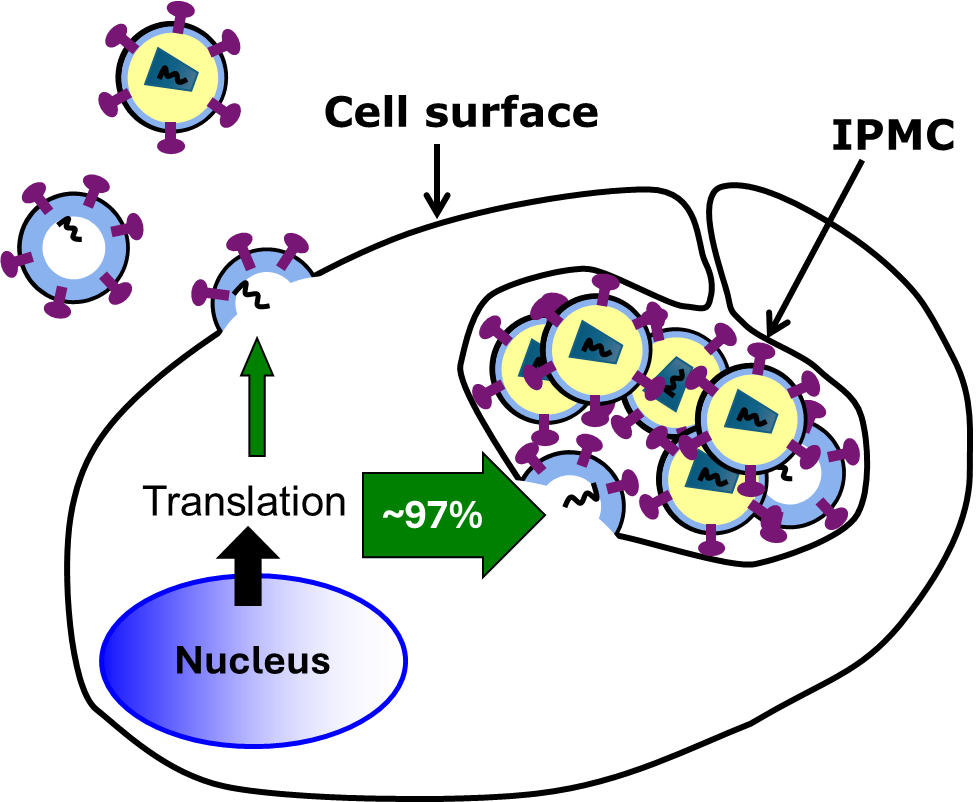 Cell surface
IPMC
Translation
~97%
Nucleus